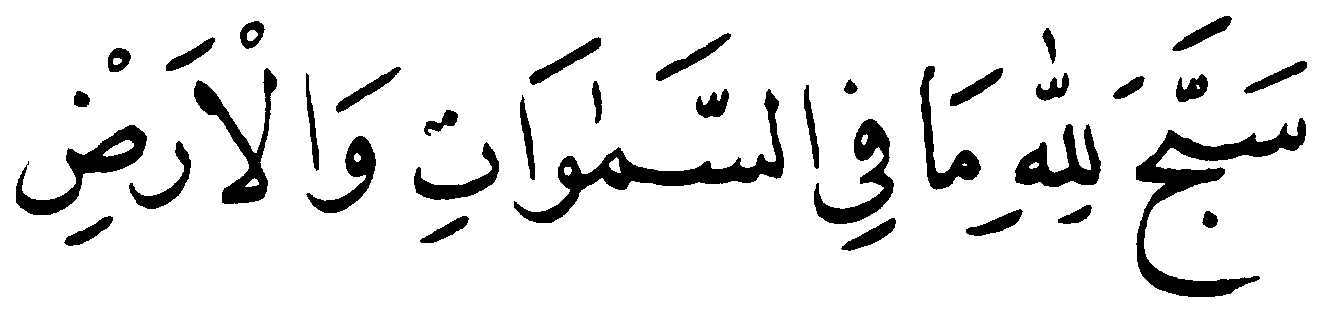 سَبَّحَ لِلّٰهِ مَا فِي السَّمٰوَاتِ وَالْاَرْضِ